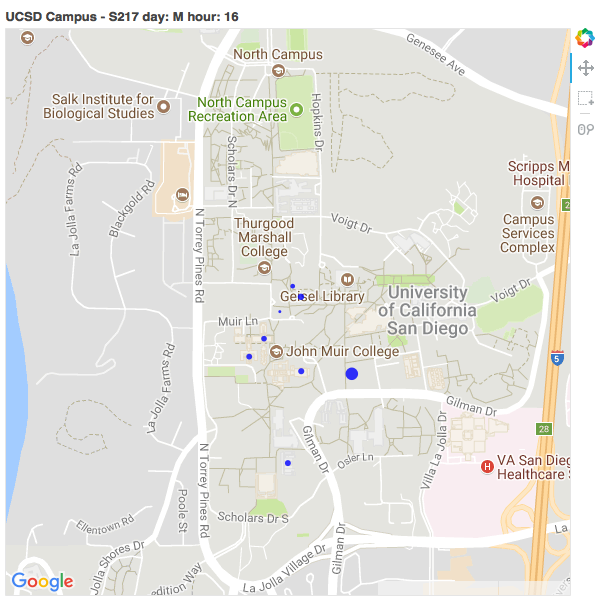 UCSD Campus - S217 day: M hour: 16
Genesee Ave
North Campus
Salk Institute for
Biological Studies
North Campus
Recreation Area
Hopkins Dr
Scholars Dr N
Scripps M
Hospital
La Jolla Farms Rd
Blackgold Rd
2
N Torrey Pines Rd
Thurgood
Marshall
College
Voigt Dr
Campus
Services
Complex
Geisel Library
University
of California
San Diego
Voigt Dr
Muir Ln
John Muir College
5
La Jolla Farms Rd
Gilman Dr
Gilman Dr
Villa La Jolla Dr
28
N Torrey Pines Rd
Osler Ln
H
VA San Dieg
Healthcare S
Poole St
Ellentown Rd
Scholars Dr S
La
Gilman Dr
La Jolla Shores Dr
La Jolla Village Dr
edition Way
Google